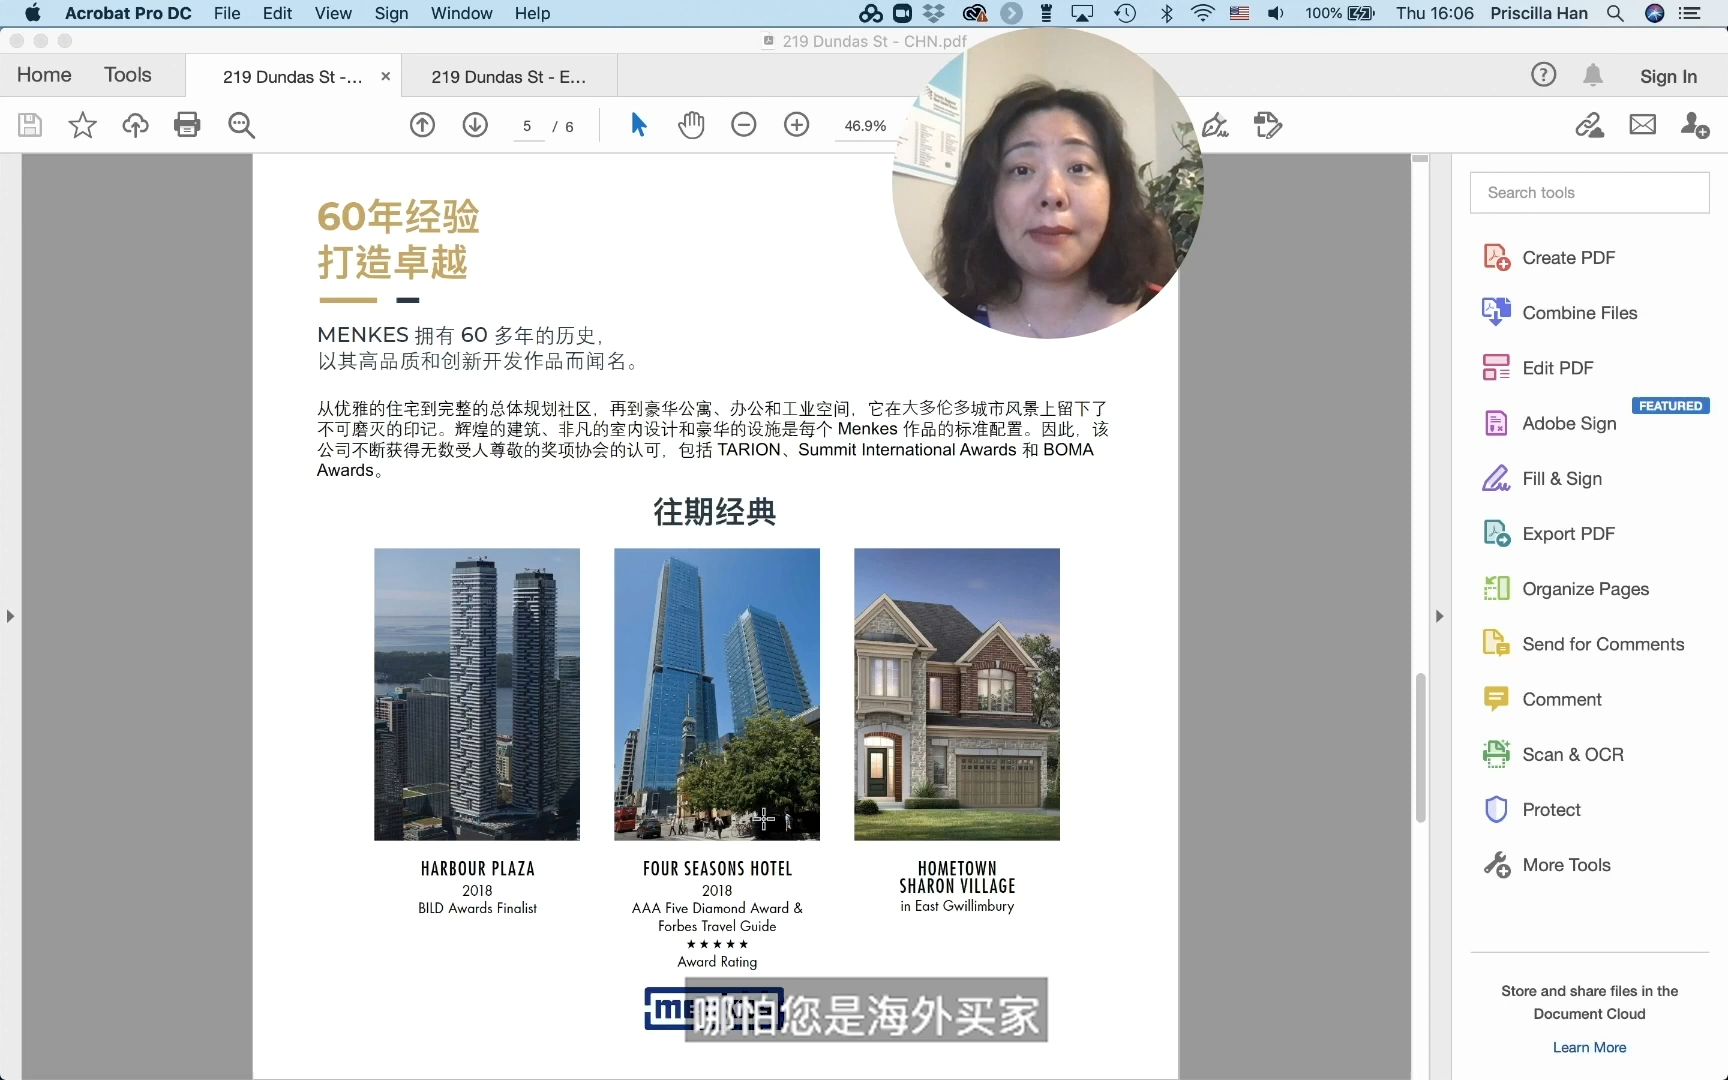 Acrobat Pro DC File Edit View Sign Window Help 100% Thu 16:06 Priscilla Han
219 Dundas St - CHN.pdf
Home Tools 219 Dundas St -... × 219 Dundas St - E... Sign In
5 / 6 46.9%
60年经验
打造卓越
MENKES 拥有 60 多年的历史，
以其高品质和创新开发作品而闻名。
从优雅的住宅到完整的总体规划社区，再到豪华公寓、办公和工业空间，它在大多伦多城市风景上留下了
不可磨灭的印记。辉煌的建筑、非凡的室内设计和豪华的设施是每个 Menkes 作品的标准配置。因此，该
公司不断获得无数受人尊敬的奖项协会的认可，包括 TARION、Summit International Awards 和 BOMA
Awards。
往期经典
HARBOUR PLAZA
2018
BILD Awards Finalist
FOUR SEASONS HOTEL
2018
AAA Five Diamond Award &
Forbes Travel Guide
★★★★★
Award Rating
HOMETOWN
SHARON VILLAGE
in East Gwillimbury
哪怕您是海外买家
Search tools
Create PDF
Combine Files
Edit PDF
FEATURED
Adobe Sign
Fill & Sign
Export PDF
Organize Pages
Send for Comments
Comment
Scan & OCR
Protect
More Tools
Store and share files in the
Document Cloud
Learn More